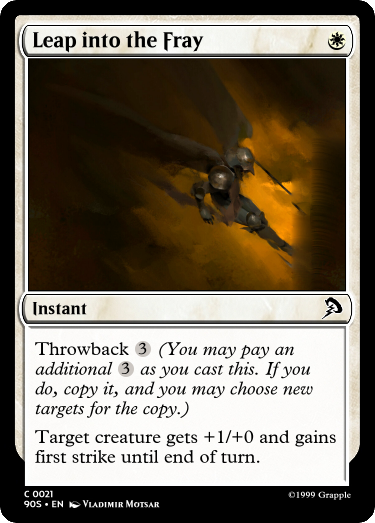 Leap into the Fray
Instant
Throwback 3 (You may pay an
additional 3 as you cast this. If you
do, copy it, and you may choose new
targets for the copy.)
Target creature gets +1/+0 and gains
first strike until end of turn.
C 0021
90S • EN Vladimir Motsar
©1999 Grapple